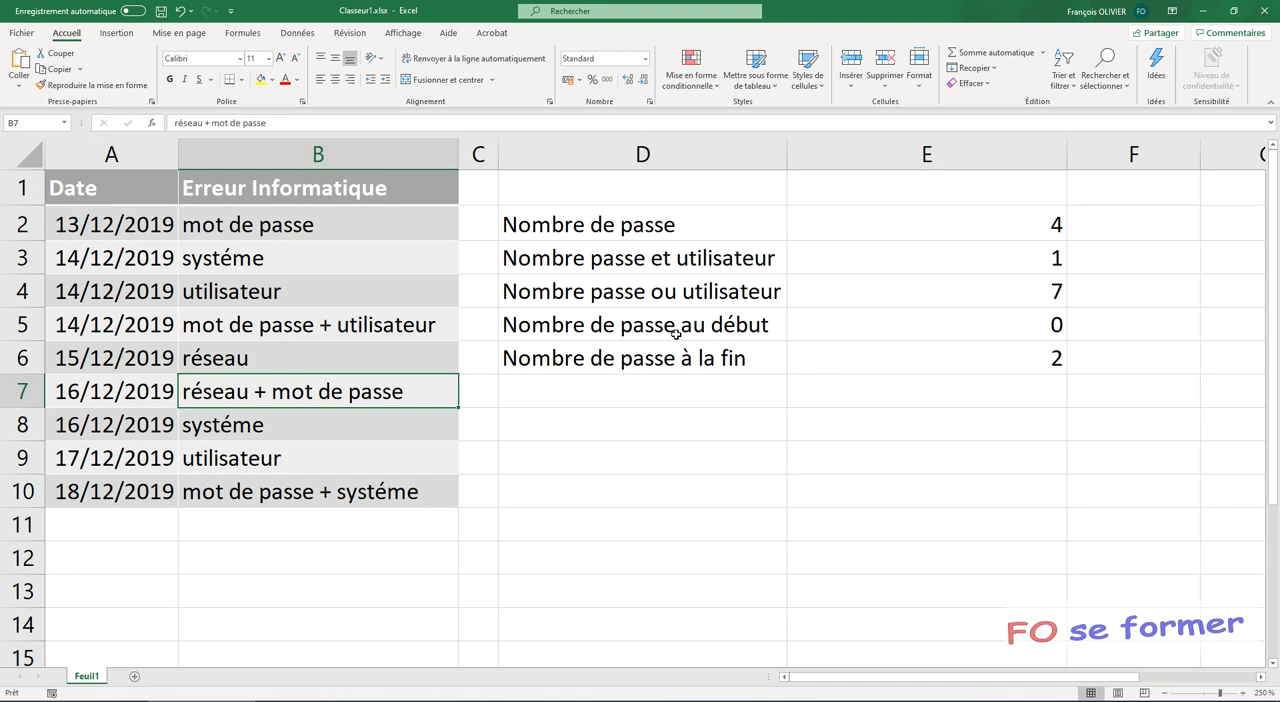 Enregistrement automatique
Classeur1.xlsx - Excel
Rechercher
François OLIVIER FO
Fichier Accueil Insertion Mise en page Formules Données Révision Affichage Aide Acrobat
Partager Commentaires
Coller
Couper
Copier
Reproduire la mise en forme
Presse-papiers
Calibri 11
G I S
Police
Renvoyer à la ligne automatiquement
Fusionner et centrer
Alignement
Standard
% 000
Nombre
Mise en forme conditionnelle
Mettre sous forme de tableau
Styles de cellules
Styles
Insérer Supprimer Format
Cellules
Somme automatique
Recopier
Effacer
Trier et filtrer
Rechercher et sélectionner
Édition
Idées
Idées
Niveau de confidentialité
Sensibilité
B7 fx réseau + mot de passe
A B C D E F
1 Date Erreur Informatique
2 13/12/2019 mot de passe Nombre de passe 4
3 14/12/2019 systéme Nombre passe et utilisateur 1
4 14/12/2019 utilisateur Nombre passe ou utilisateur 7
5 14/12/2019 mot de passe + utilisateur Nombre de passe au début 0
6 15/12/2019 réseau Nombre de passe à la fin 2
7 16/12/2019 réseau + mot de passe
8 16/12/2019 systéme
9 17/12/2019 utilisateur
10 18/12/2019 mot de passe + systéme
11
12
13
14
15
FO se former
Feuil1
Prêt
250 %